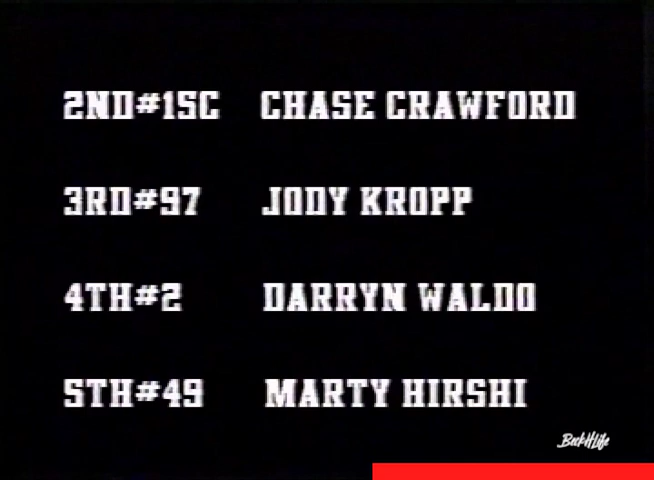 2ND#15C CHASE CRAWFORD
3RD#97 JODY KROPP
4TH#2 DARRYN WALDO
5TH#49 MARTY HIRSHI